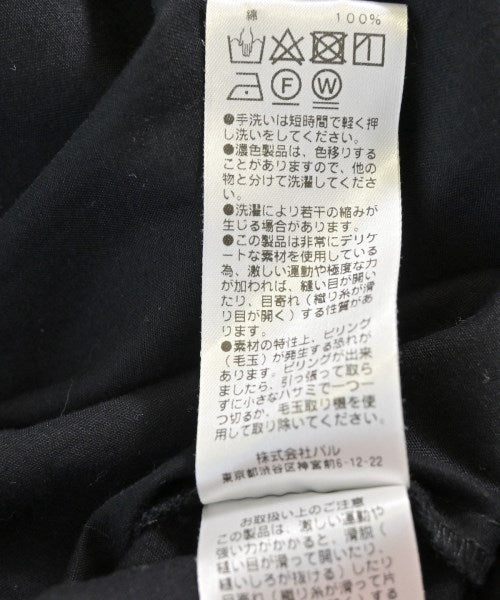 綿 100%
F W
●手洗いは短時間で軽く押
し洗いをしてください。
●濃色製品は、色移りする
ことがありますので、他の
物と分けて洗濯してくださ
い。
●洗濯により若干の縮みが
生じる場合があります。
●この製品は非常にデリケ
ートな素材を使用している
為、激しい運動や極度な力
が加われば、縫い目が開い
たり、目寄れ(織り糸が滑
り目が開く)する性質があ
ります。
●素材の特性上、ピリング
(毛玉)が発生する恐れが
あります。ピリングが出来
ましたら、引っ張って取ら
ずに小さなハサミで一つ一
つ切るか、毛玉取り機を使
用して取り除いてください。
株式会社パル
東京都渋谷区神宮前6-12-22
お取扱い上のご注意
この製品は、激しい運動や
強い力がかかると、滑脱(
縫い目が滑って開いたり、
縫いしろが抜ける)したり
目寄れ(織り糸が滑って片